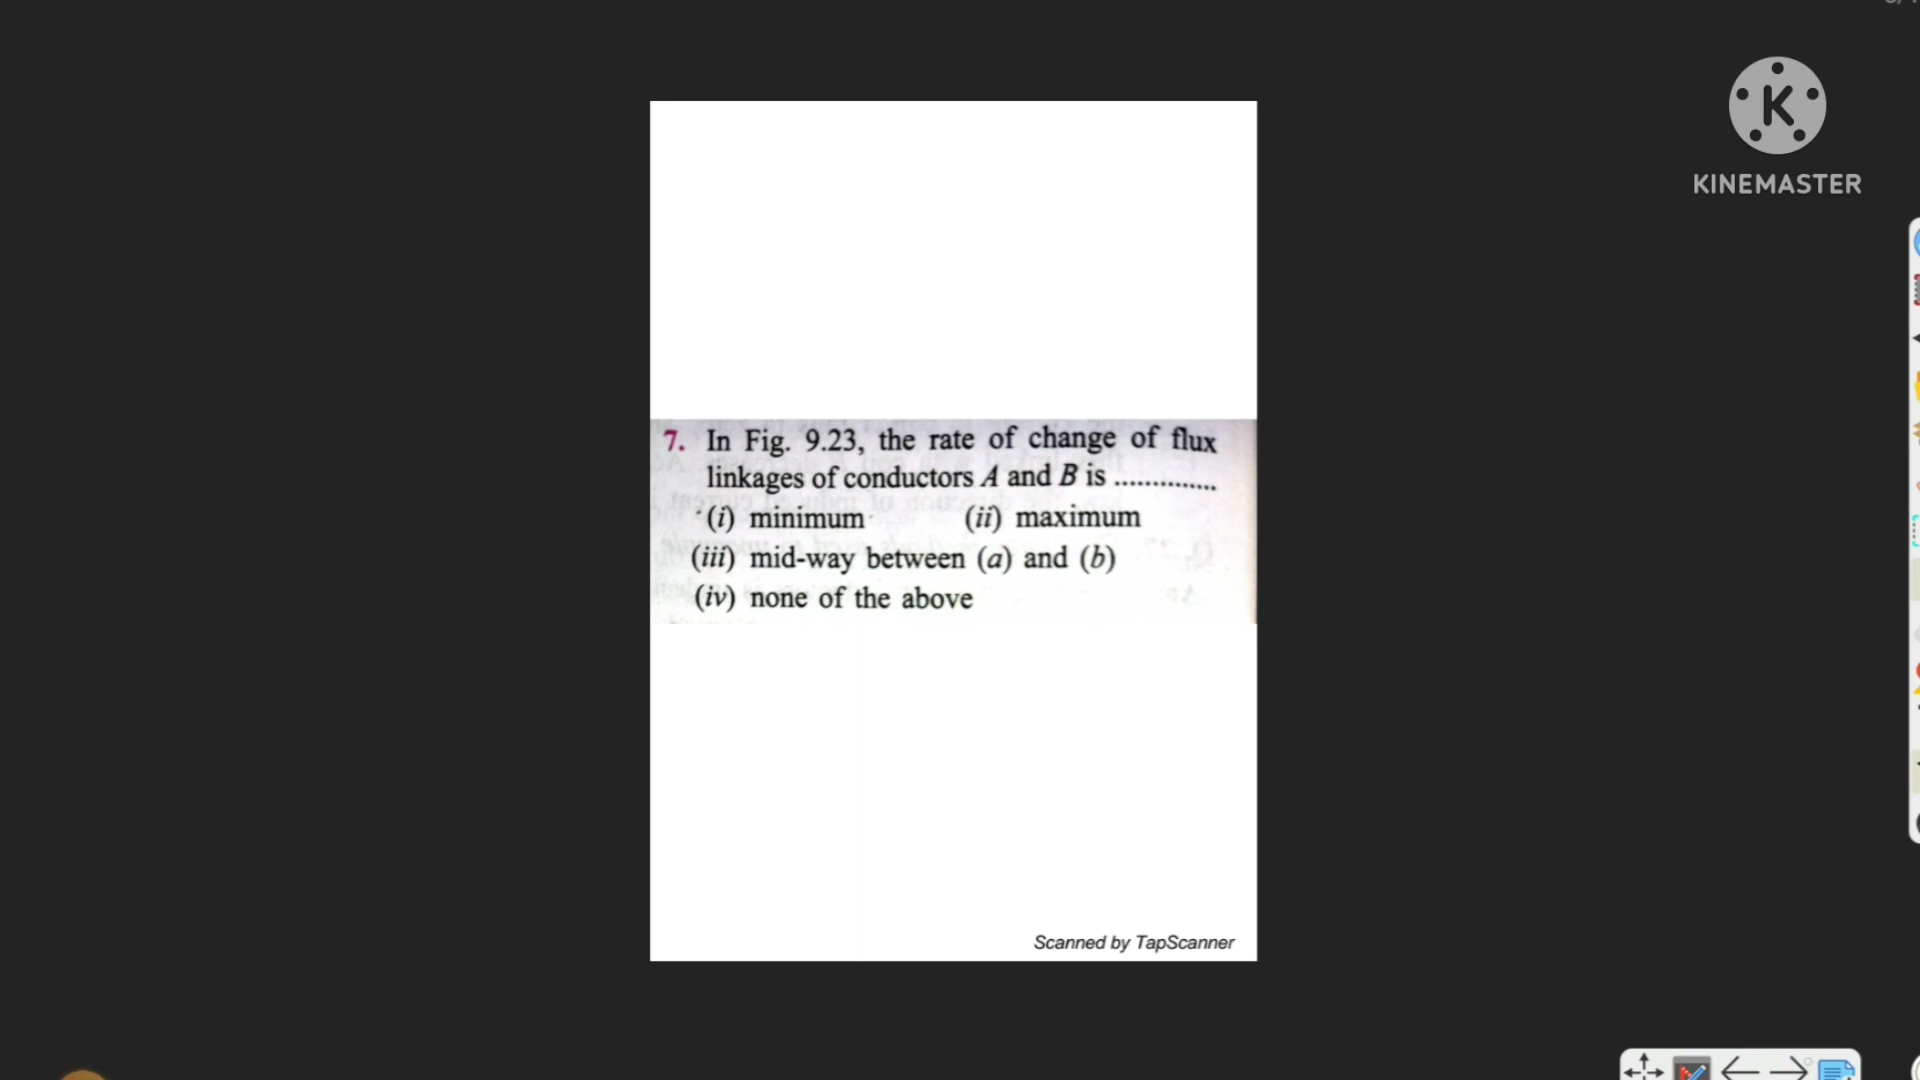 KINEMASTER
7. In Fig. 9.23, the rate of change of flux
linkages of conductors A and B is ..............
(i) minimum (ii) maximum
(iii) mid-way between (a) and (b)
(iv) none of the above
Scanned by TapScanner